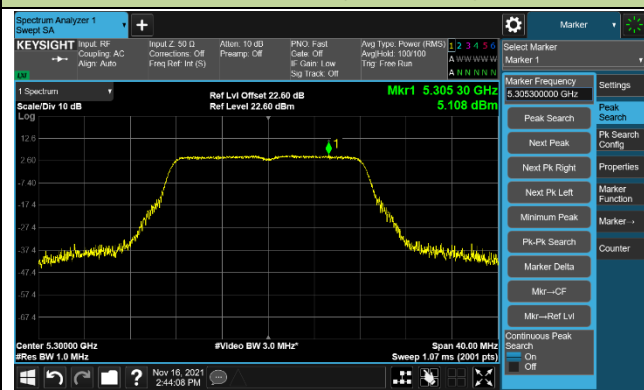 Spectrum Analyzer 1
Swept SA
+
Marker
KEYSIGHT
Input: RF
Coupling: AC
Align: Auto
Input Z: 50 Ω
Corrections: Off
Freq Ref: Int (S)
Atten: 10 dB
Preamp: Off
PNO: Fast
Gate: Off
IF Gain: Low
Sig Track: Off
Avg Type: Power (RMS)
Avg|Hold: 100/100
Trig: Free Run
1 2 3 4 5 6
A W W W W W
A N N N N N
LXI
Select Marker
Marker 1
1 Spectrum
Scale/Div 10 dB
Log
Ref Lvl Offset 22.60 dB
Ref Level 22.60 dBm
Mkr1 5.305 30 GHz
5.108 dBm
12.6
2.60
-7.40
-17.4
-27.4
-37.4
-47.4
-57.4
-67.4
1
Center 5.30000 GHz
#Res BW 1.0 MHz
#Video BW 3.0 MHz*
Span 40.00 MHz
Sweep 1.07 ms (2001 pts)
Marker Frequency
5.305300000 GHz
Peak Search
Next Peak
Next Pk Right
Next Pk Left
Minimum Peak
Pk-Pk Search
Marker Delta
Mkr→CF
Mkr→Ref Lvl
Continuous Peak
Search
On
Off
Settings
Peak
Search
Pk Search
Config
Properties
Marker
Function
Marker→
Counter
?
Nov 16, 2021
2:44:08 PM